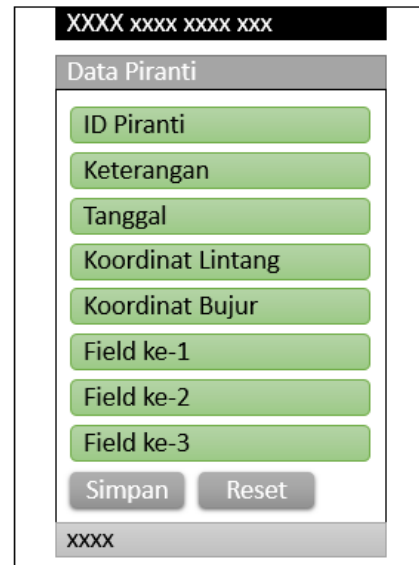 XXXX xxxx xxxx xxx
Data Piranti
ID Piranti
Keterangan
Tanggal
Koordinat Lintang
Koordinat Bujur
Field ke-1
Field ke-2
Field ke-3
Simpan Reset
xxxx